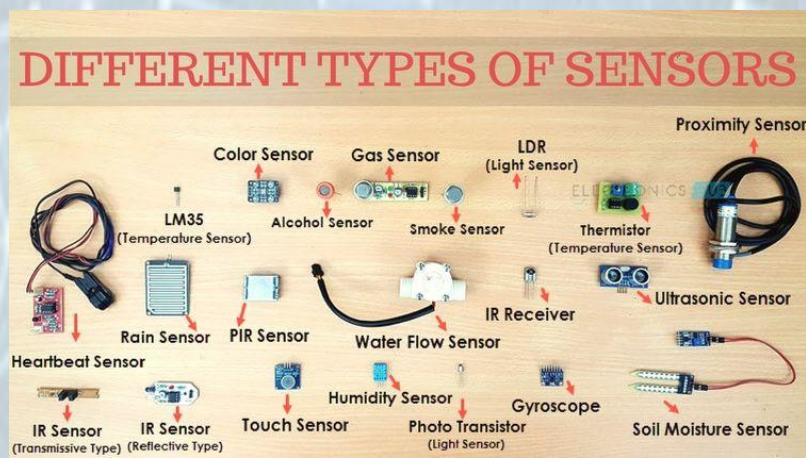 DIFFERENT TYPES OF SENSORS
Proximity Sensor
Color Sensor
Gas Sensor
LDR
(Light Sensor)
LM35
(Temperature Sensor)
Alcohol Sensor
Smoke Sensor
Thermistor
(Temperature Sensor)
Heartbeat Sensor
Rain Sensor
PIR Sensor
Water Flow Sensor
IR Receiver
Ultrasonic Sensor
IR Sensor
(Transmissive Type)
IR Sensor
(Reflective Type)
Touch Sensor
Humidity Sensor
Photo Transistor
(Light Sensor)
Gyroscope
Soil Moisture Sensor